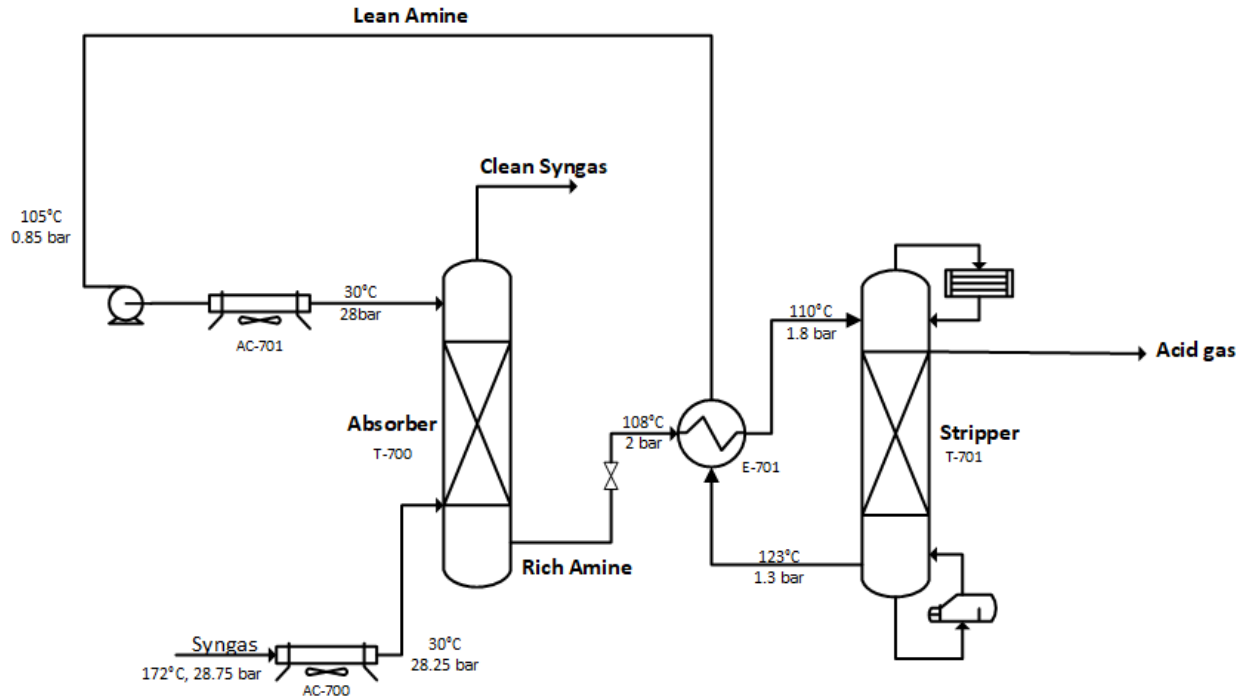 Lean Amine
Clean Syngas
105°C
0.85 bar
30°C
28bar
AC-701
110°C
1.8 bar
Acid gas
Absorber
T-700
108°C
2 bar
E-701
Stripper
T-701
Rich Amine
123°C
1.3 bar
Syngas
172°C, 28.75 bar
30°C
28.25 bar
AC-700